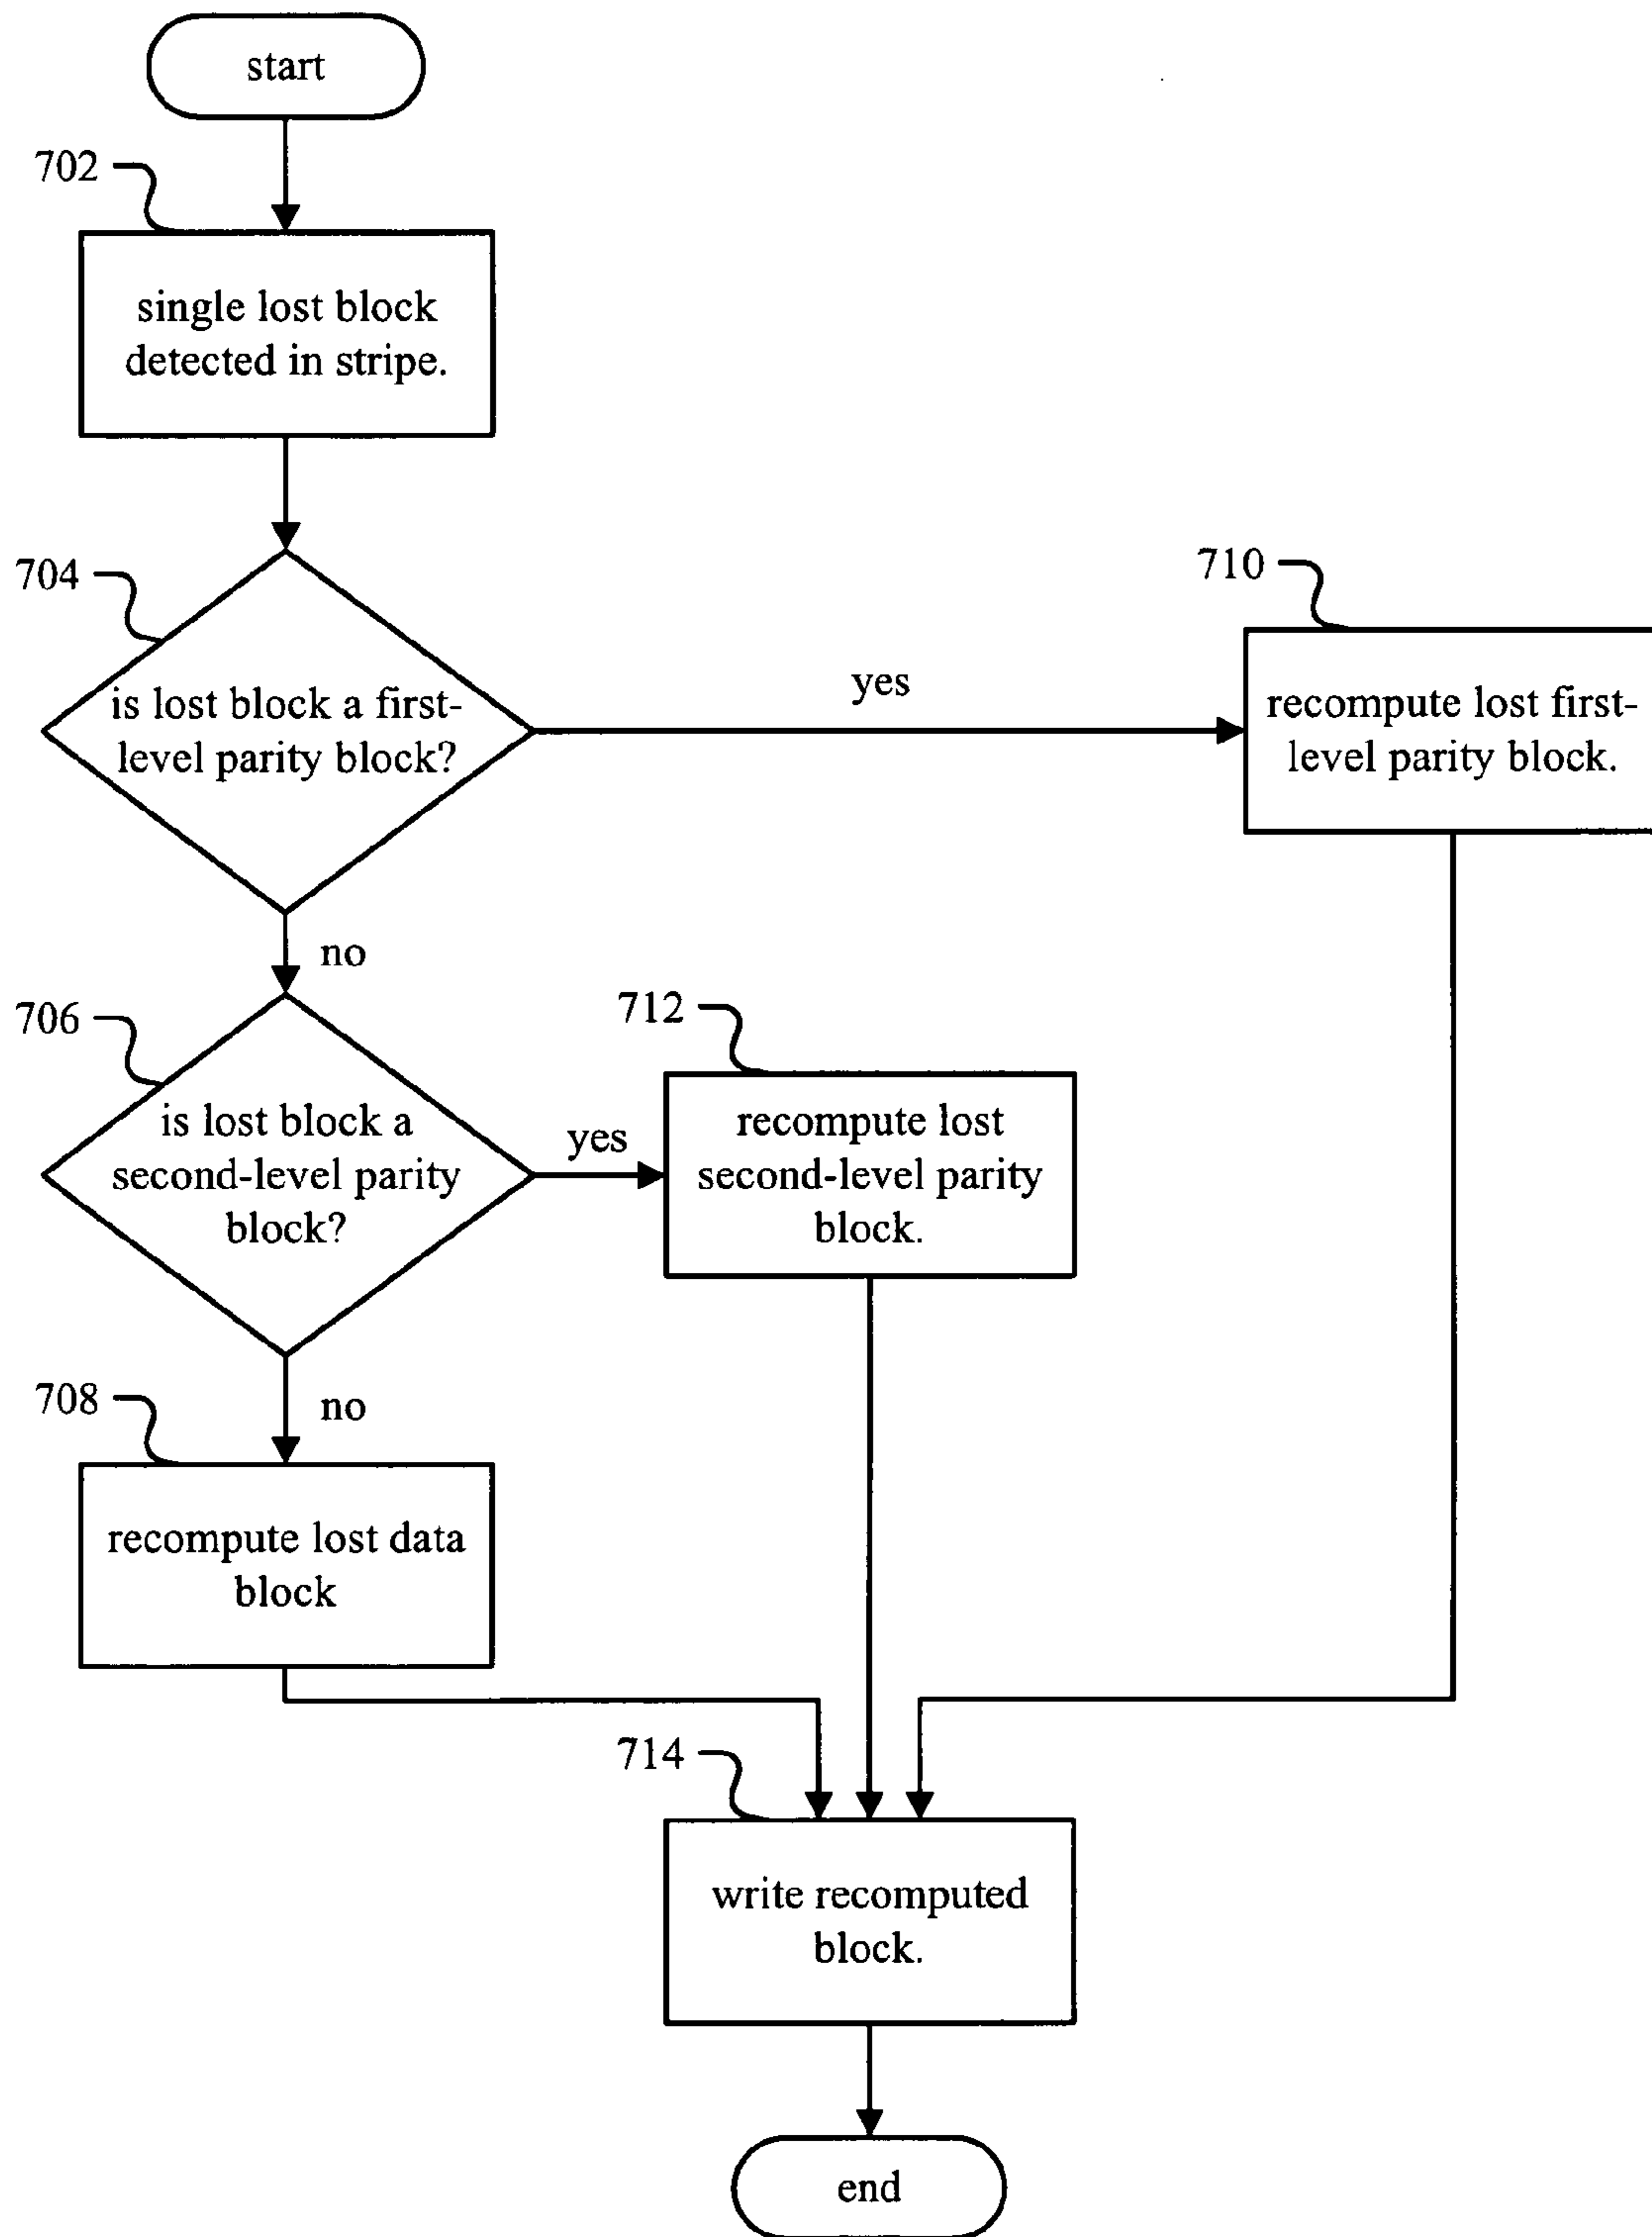 start
702
single lost block
detected in stripe.
704
is lost block a first-
level parity block?
yes
710
recompute lost first-
level parity block.
no
706
is lost block a
second-level parity
block?
yes
712
recompute lost
second-level parity
block.
no
708
recompute lost data
block
714
write recomputed
block.
end